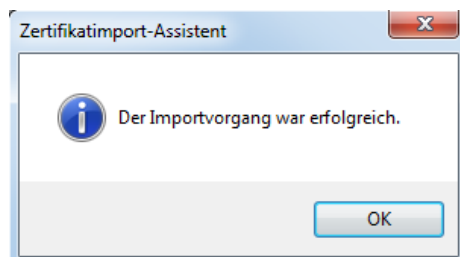 Zertifikatimport-Assistent
Der Importvorgang war erfolgreich.
OK